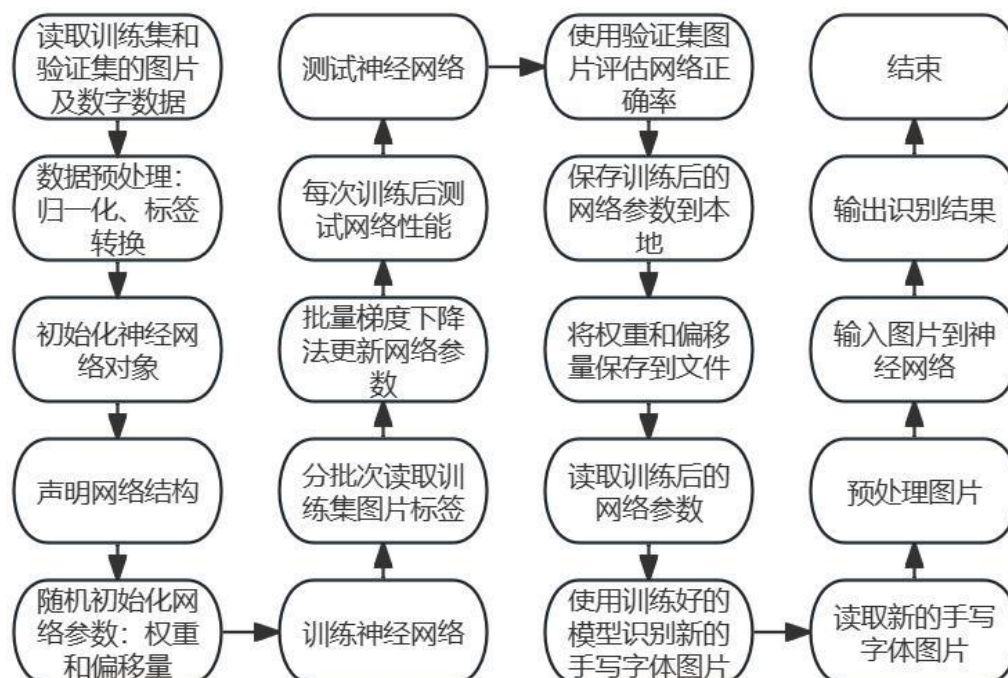 读取训练集和
验证集的图片
及数字数据
数据预处理：
归一化、标签
转换
初始化神经网
络对象
声明网络结构
随机初始化网
络参数：权重
和偏移量
训练神经网络
分批次读取训
练集图片标签
批量梯度下降
法更新网络参
数
每次训练后测
试网络性能
测试神经网络
使用验证集图
片评估网络正
确率
保存训练后的
网络参数到本
地
将权重和偏移
量保存到文件
读取训练后的
网络参数
使用训练好的
模型识别新的
手写字体图片
读取新的手写
字体图片
预处理图片
输入图片到神
经网络
输出识别结果
结束